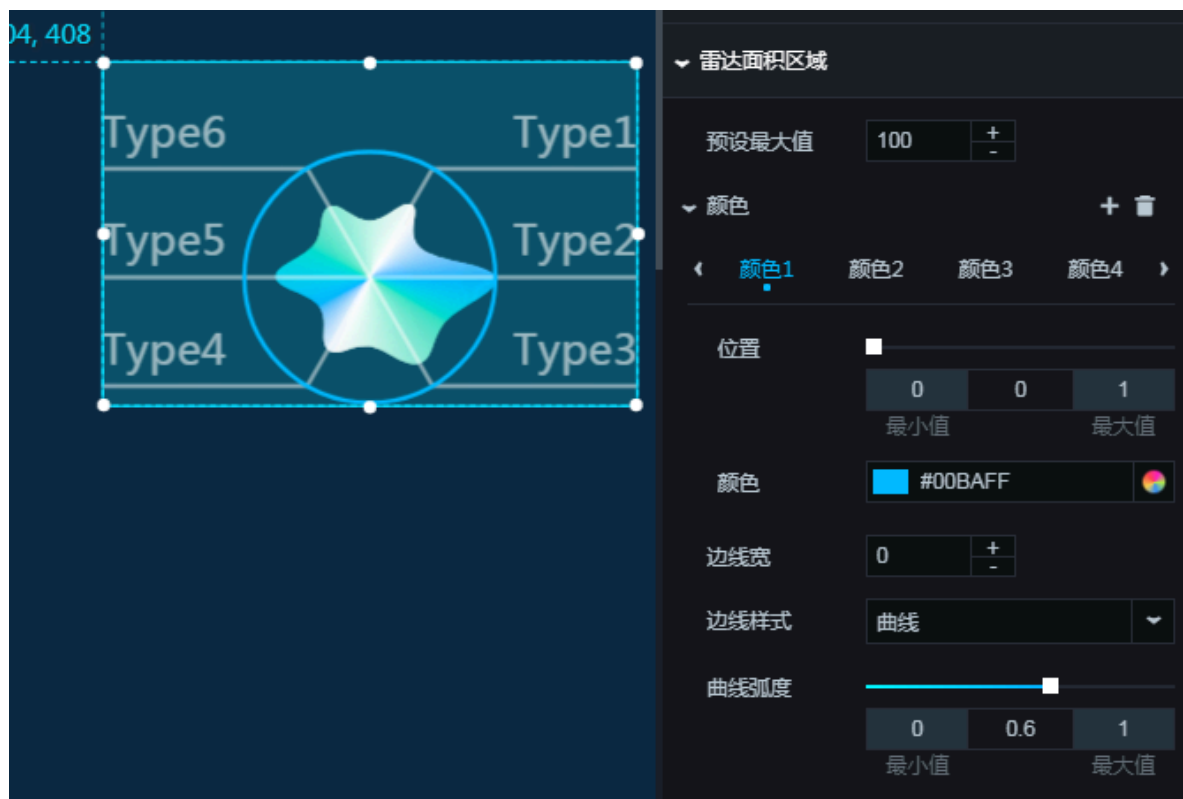 04, 408
Type6
Type1
Type5
Type2
Type4
Type3
雷达面积区域
预设最大值
100
+
-
颜色
颜色1
颜色2
颜色3
颜色4
位置
0
0
1
最小值
最大值
颜色
#00BAFF
边线宽
0
+
-
边线样式
曲线
曲线弧度
0
0.6
1
最小值
最大值